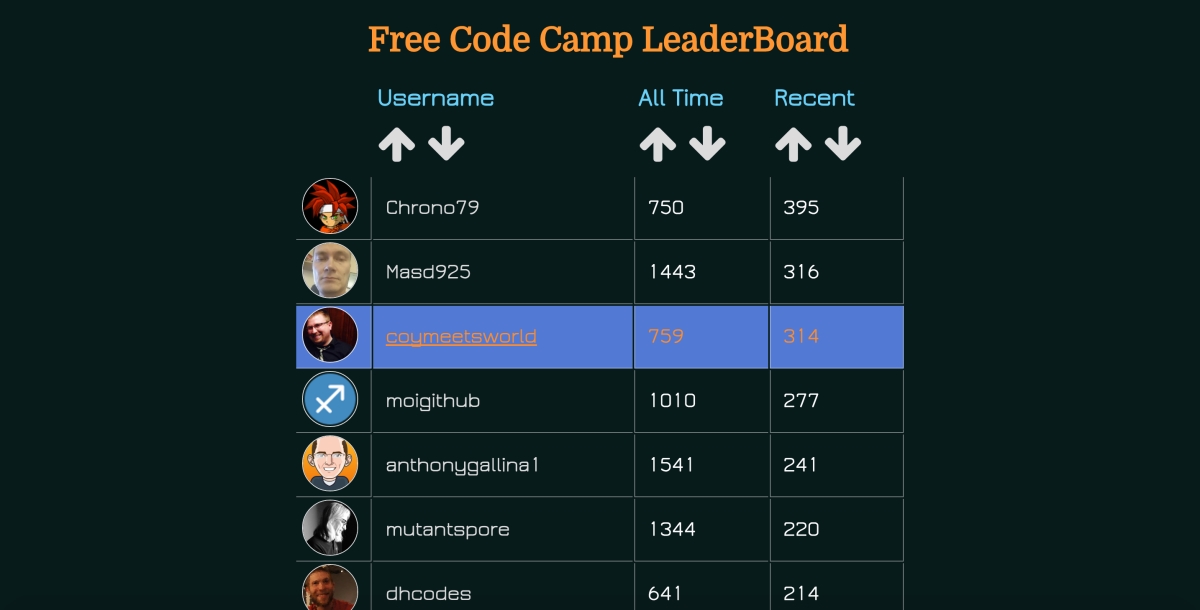 Free Code Camp LeaderBoard
Username All Time Recent
Chrono79 750 395
Masd925 1443 316
coymeetsworld 759 314
moigithub 1010 277
anthonygallina1 1541 241
mutantspore 1344 220
dhcodes 641 214